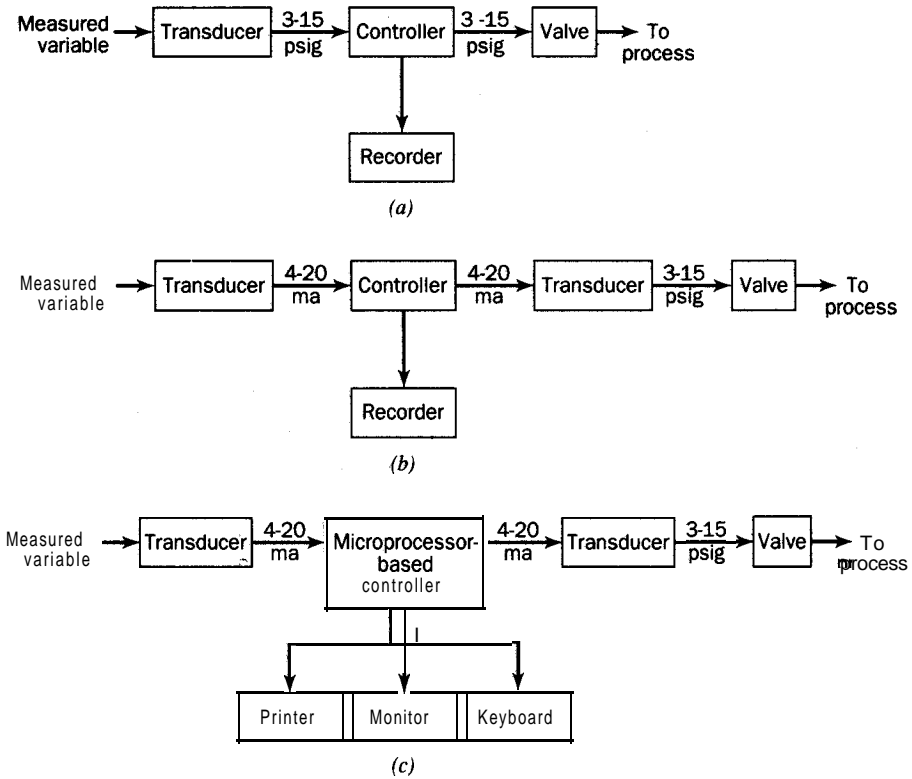 Measured variable
Transducer
3-15 psig
Controller
3 -15 psig
Valve
To process
Recorder
(a)
Measured variable
Transducer
4-20 ma
Controller
4-20 ma
Transducer
3-15 psig
Valve
To process
Recorder
(b)
Measured variable
Transducer
4-20 ma
Microprocessor-
based
controller
4-20 ma
Transducer
3-15 psig
Valve
To process
Printer
Monitor
Keyboard
(c)